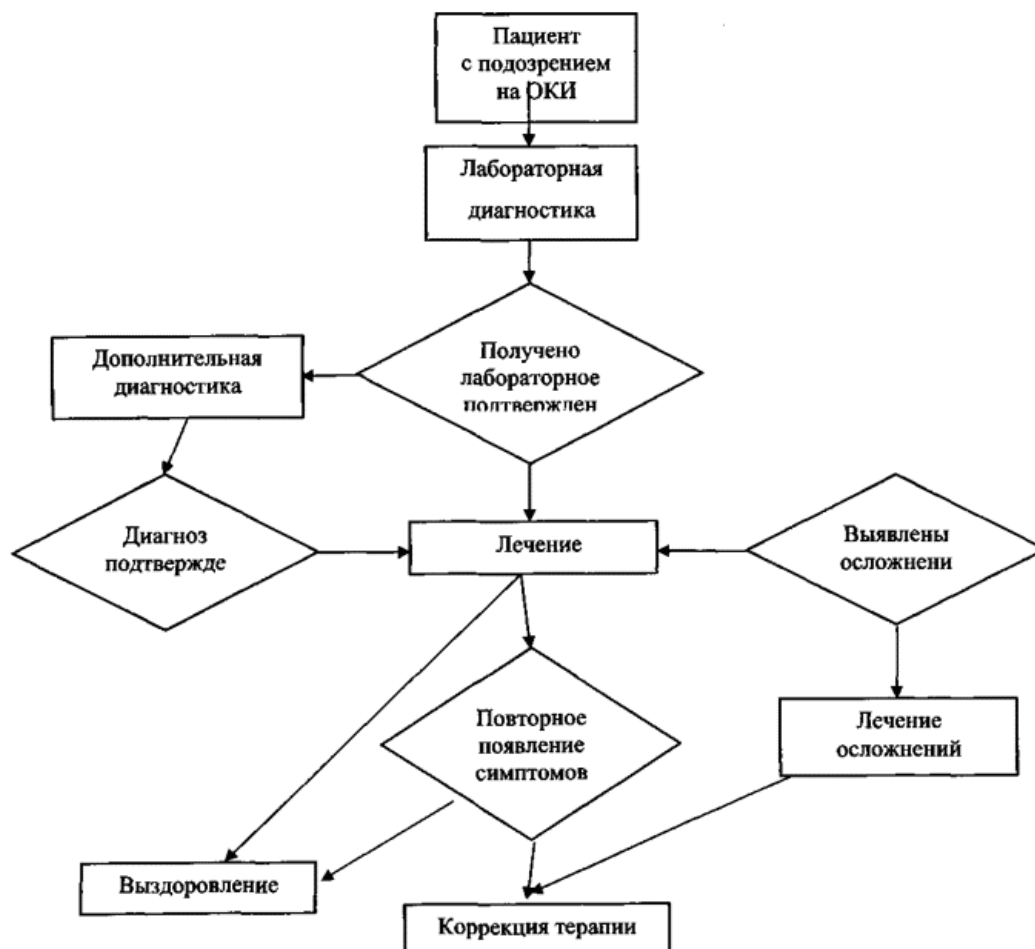 Пациент
с подозрением
на ОКИ
Лабораторная
диагностика
Получено
лабораторное
подтвержден
Дополнительная
диагностика
Диагноз
подтвержде
Лечение
Выявлены
осложнени
Повторное
появление
симптомов
Лечение
осложнений
Выздоровление
Коррекция терапии